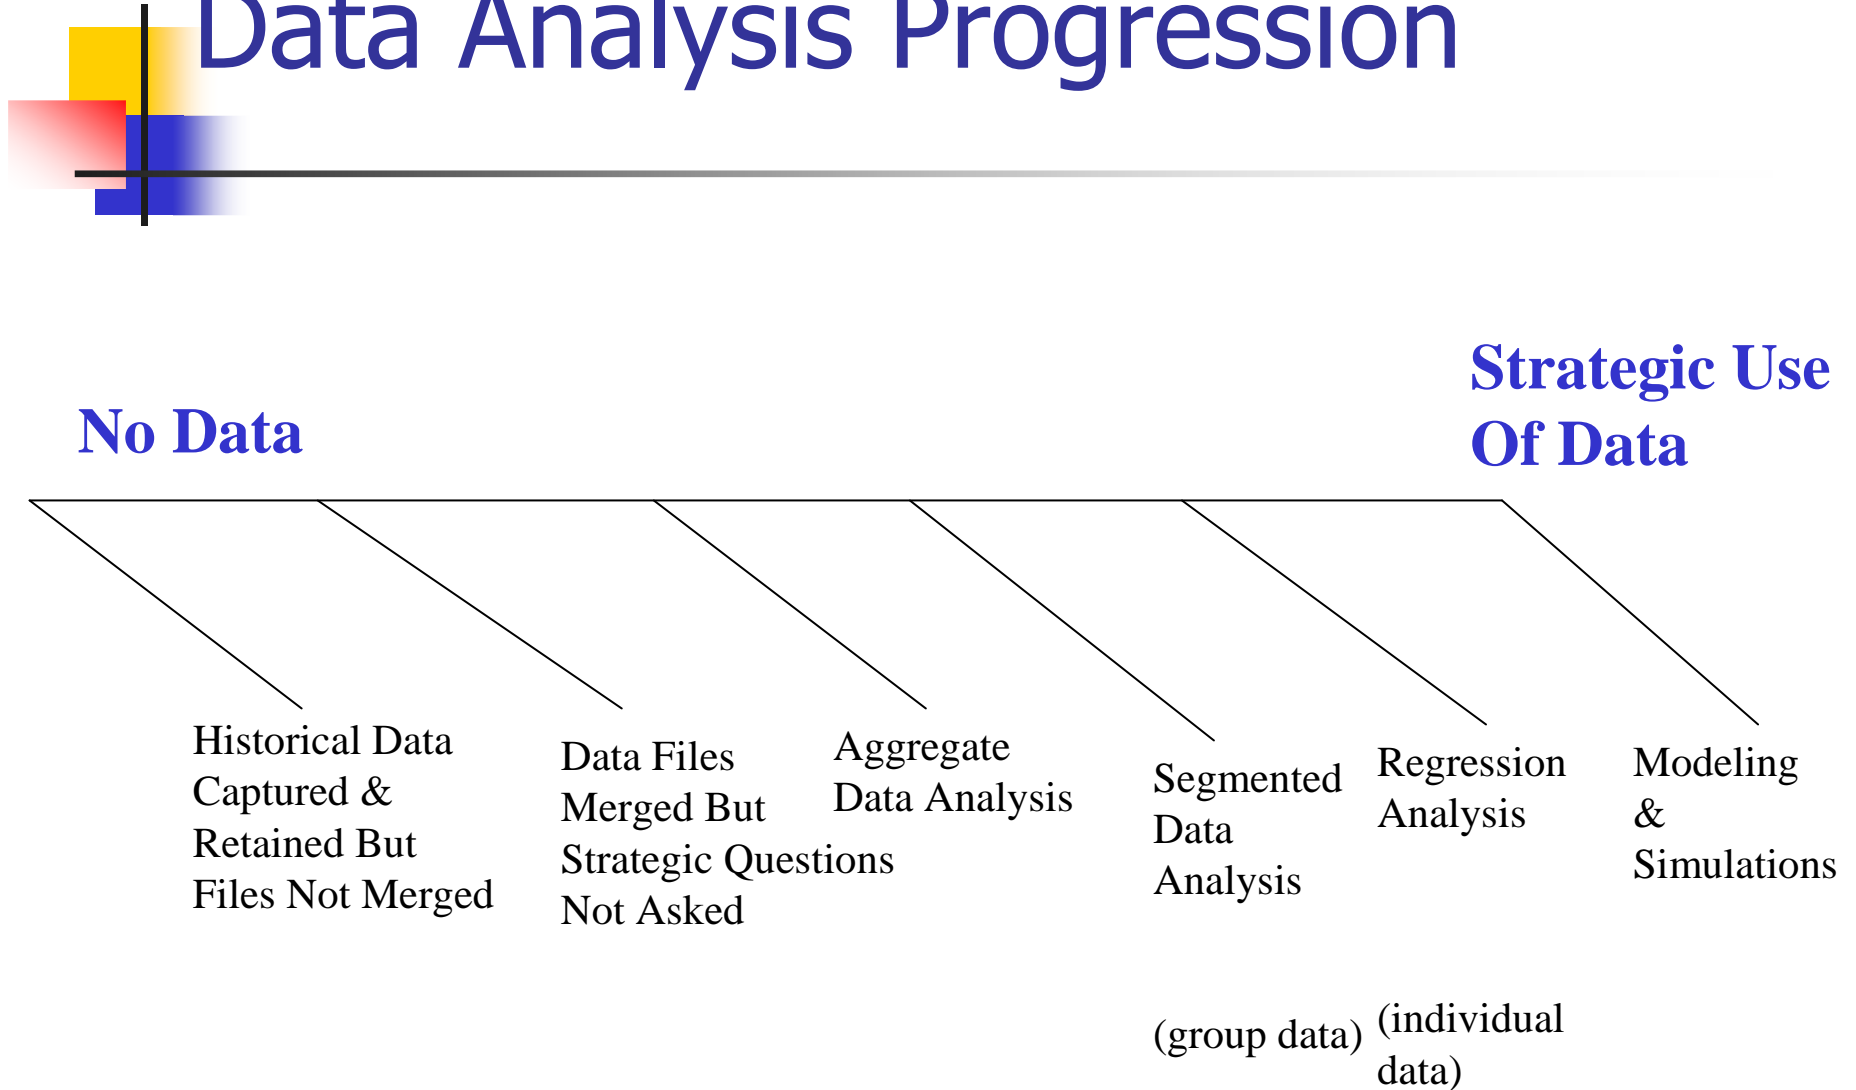 Data Analysis Progression
No Data
Strategic Use
Of Data
Historical Data
Captured &
Retained But
Files Not Merged
Data Files
Merged But
Strategic Questions
Not Asked
Aggregate
Data Analysis
Segmented
Data
Analysis
(group data)
Regression
Analysis
(individual
data)
Modeling
&
Simulations